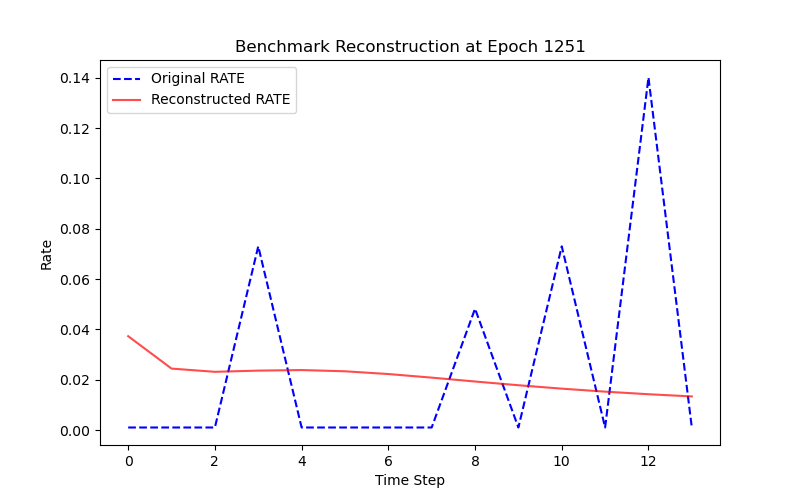 Benchmark Reconstruction at Epoch 1251
Original RATE
Reconstructed RATE
0.14
0.12
0.10
0.08
0.06
0.04
0.02
0.00
Rate
0 2 4 6 8 10 12
Time Step